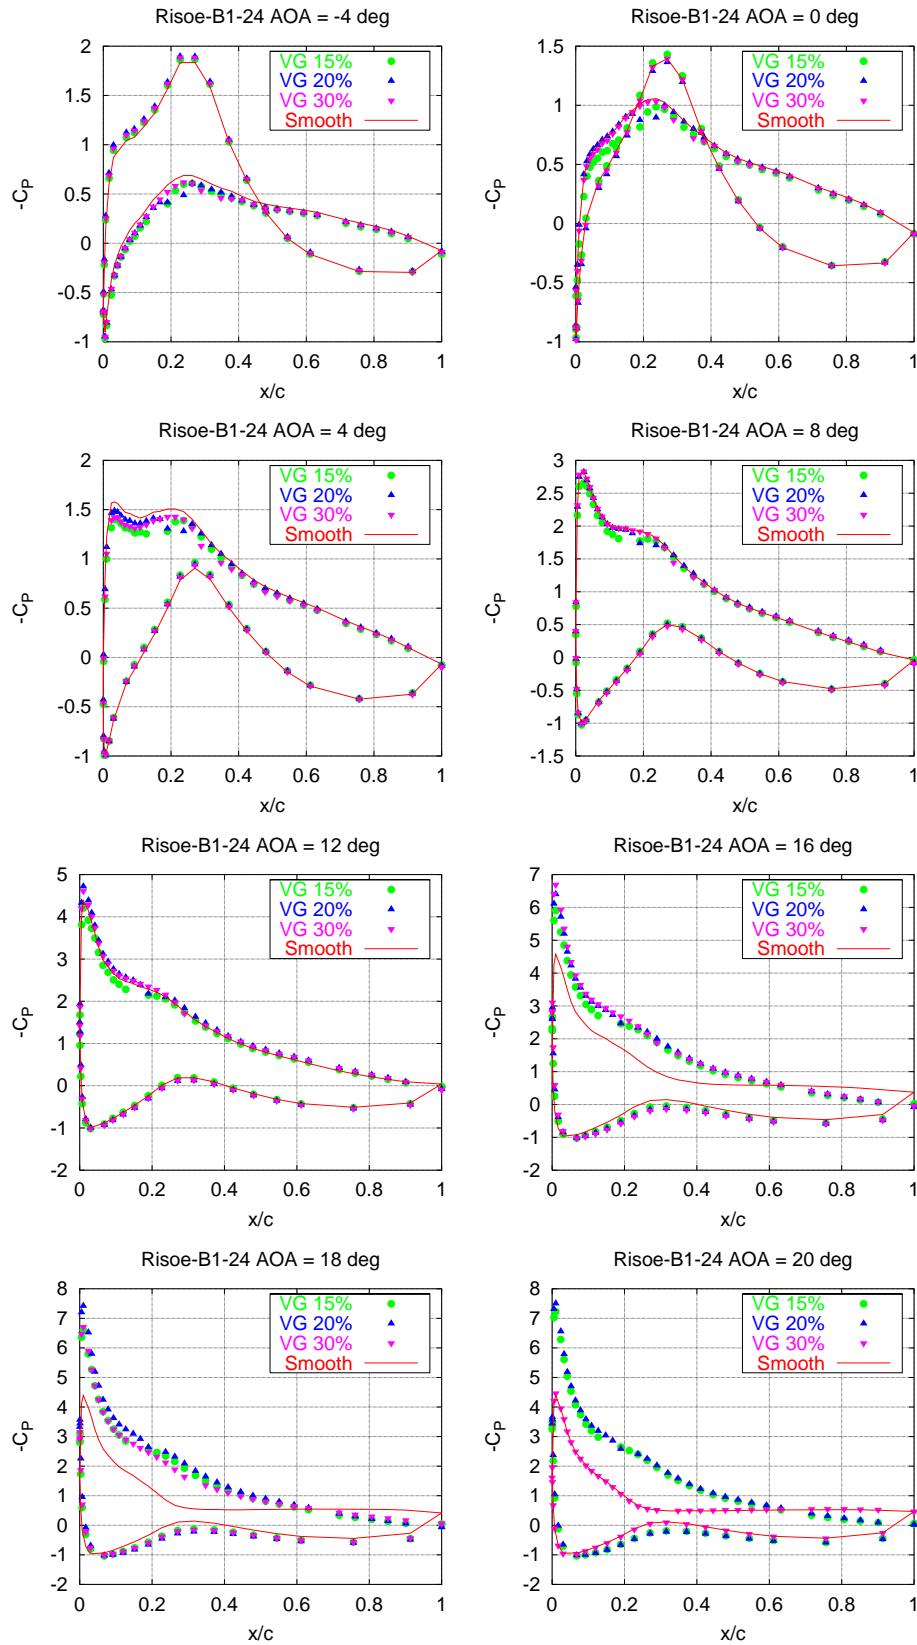 Risoe-B1-24 AOA = -4 deg
2
1.5
1
0.5
0
-0.5
-1
-CP
0
0.2
0.4
0.6
0.8
1
x/c
VG 15%
VG 20%
VG 30%
Smooth
Risoe-B1-24 AOA = 0 deg
1.5
1
0.5
0
-0.5
-1
-CP
0
0.2
0.4
0.6
0.8
1
x/c
VG 15%
VG 20%
VG 30%
Smooth
Risoe-B1-24 AOA = 4 deg
2
1.5
1
0.5
0
-0.5
-1
-CP
0
0.2
0.4
0.6
0.8
1
x/c
VG 15%
VG 20%
VG 30%
Smooth
Risoe-B1-24 AOA = 8 deg
3
2.5
2
1.5
1
0.5
0
-0.5
-1
-1.5
-CP
0
0.2
0.4
0.6
0.8
1
x/c
VG 15%
VG 20%
VG 30%
Smooth
Risoe-B1-24 AOA = 12 deg
5
4
3
2
1
0
-1
-2
-CP
0
0.2
0.4
0.6
0.8
1
x/c
VG 15%
VG 20%
VG 30%
Smooth
Risoe-B1-24 AOA = 16 deg
7
6
5
4
3
2
1
0
-1
-2
-CP
0
0.2
0.4
0.6
0.8
1
x/c
VG 15%
VG 20%
VG 30%
Smooth
Risoe-B1-24 AOA = 18 deg
8
7
6
5
4
3
2
1
0
-1
-2
-CP
0
0.2
0.4
0.6
0.8
1
x/c
VG 15%
VG 20%
VG 30%
Smooth
Risoe-B1-24 AOA = 20 deg
8
7
6
5
4
3
2
1
0
-1
-2
-CP
0
0.2
0.4
0.6
0.8
1
x/c
VG 15%
VG 20%
VG 30%
Smooth